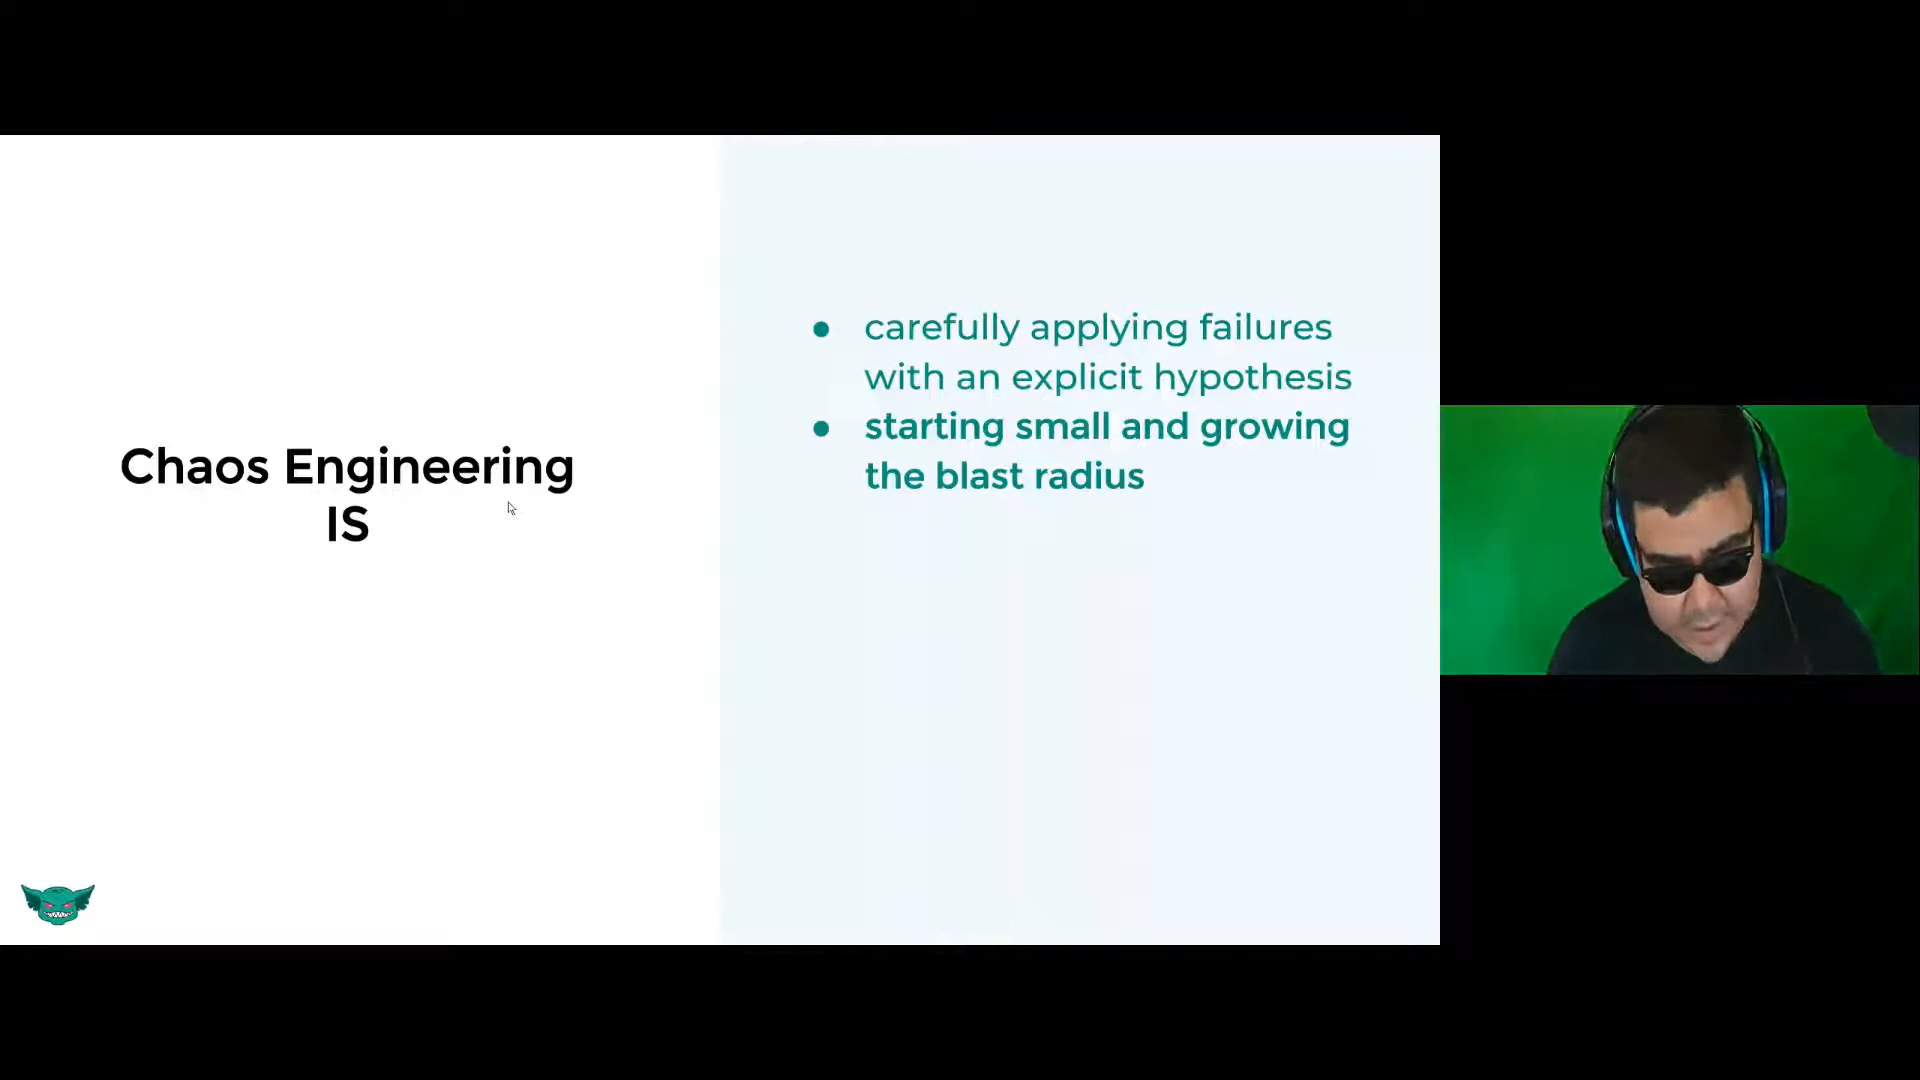 Chaos Engineering
IS
● carefully applying failures
with an explicit hypothesis
● starting small and growing
the blast radius